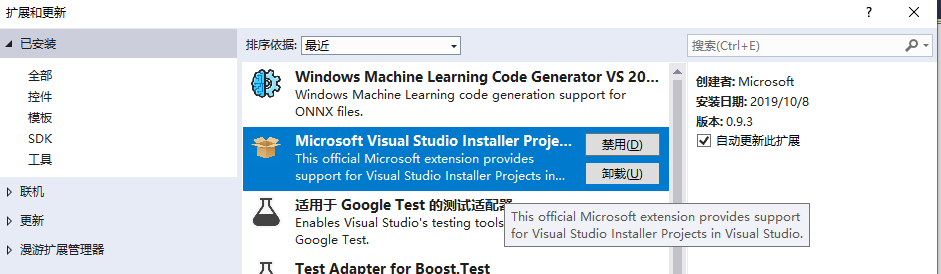 扩展和更新
已安装
全部
控件
模板
SDK
工具
联机
更新
漫游扩展管理器
排序依据: 最近
Windows Machine Learning Code Generator VS 20...
Windows Machine Learning code generation support for
ONNX files.
Microsoft Visual Studio Installer Proje...
This official Microsoft extension provides
support for Visual Studio Installer Projects in...
禁用(D)
卸载(U)
适用于 Google Test 的测试适配器
Enables Visual Studio's testing tools
Google Test.
This official Microsoft extension provides support
for Visual Studio Installer Projects in Visual Studio.
Test Adapter for Boost.Test
搜索(Ctrl+E)
创建者: Microsoft
安装日期: 2019/10/8
版本: 0.9.3
自动更新此扩展